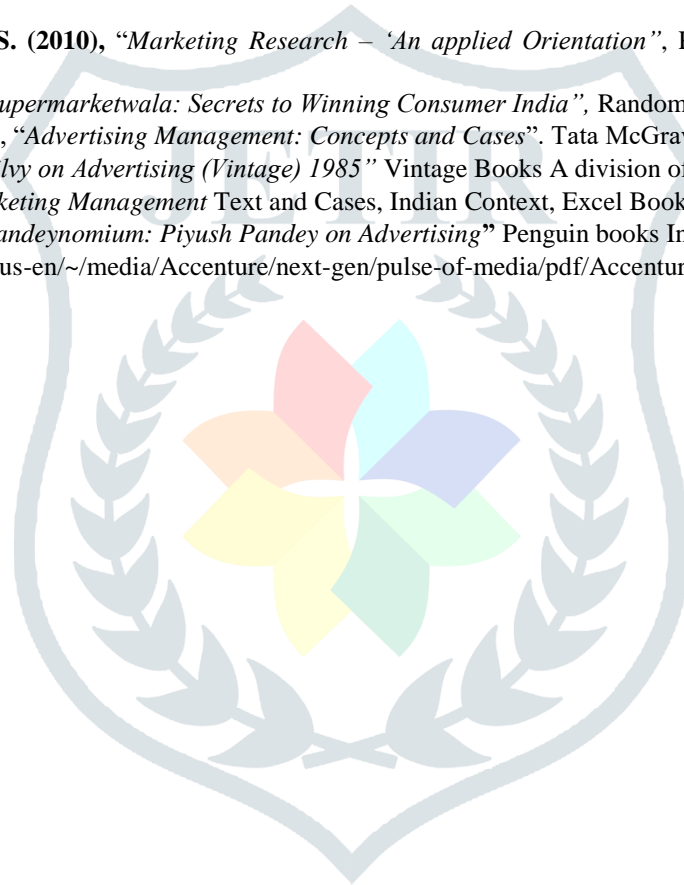 S. (2010), “Marketing Research – ‘An applied Orientation”,
upermarketwala: Secrets to Winning Consumer India”, Random
, “Advertising Management: Concepts and Cases”. Tata McGrav
lvy on Advertising (Vintage) 1985” Vintage Books A division of
keting Management Text and Cases, Indian Context, Excel Book
andeynomium: Piyush Pandey on Advertising” Penguin books In
us-en/~/media/Accenture/next-gen/pulse-of-media/pdf/Accentur
JETIR